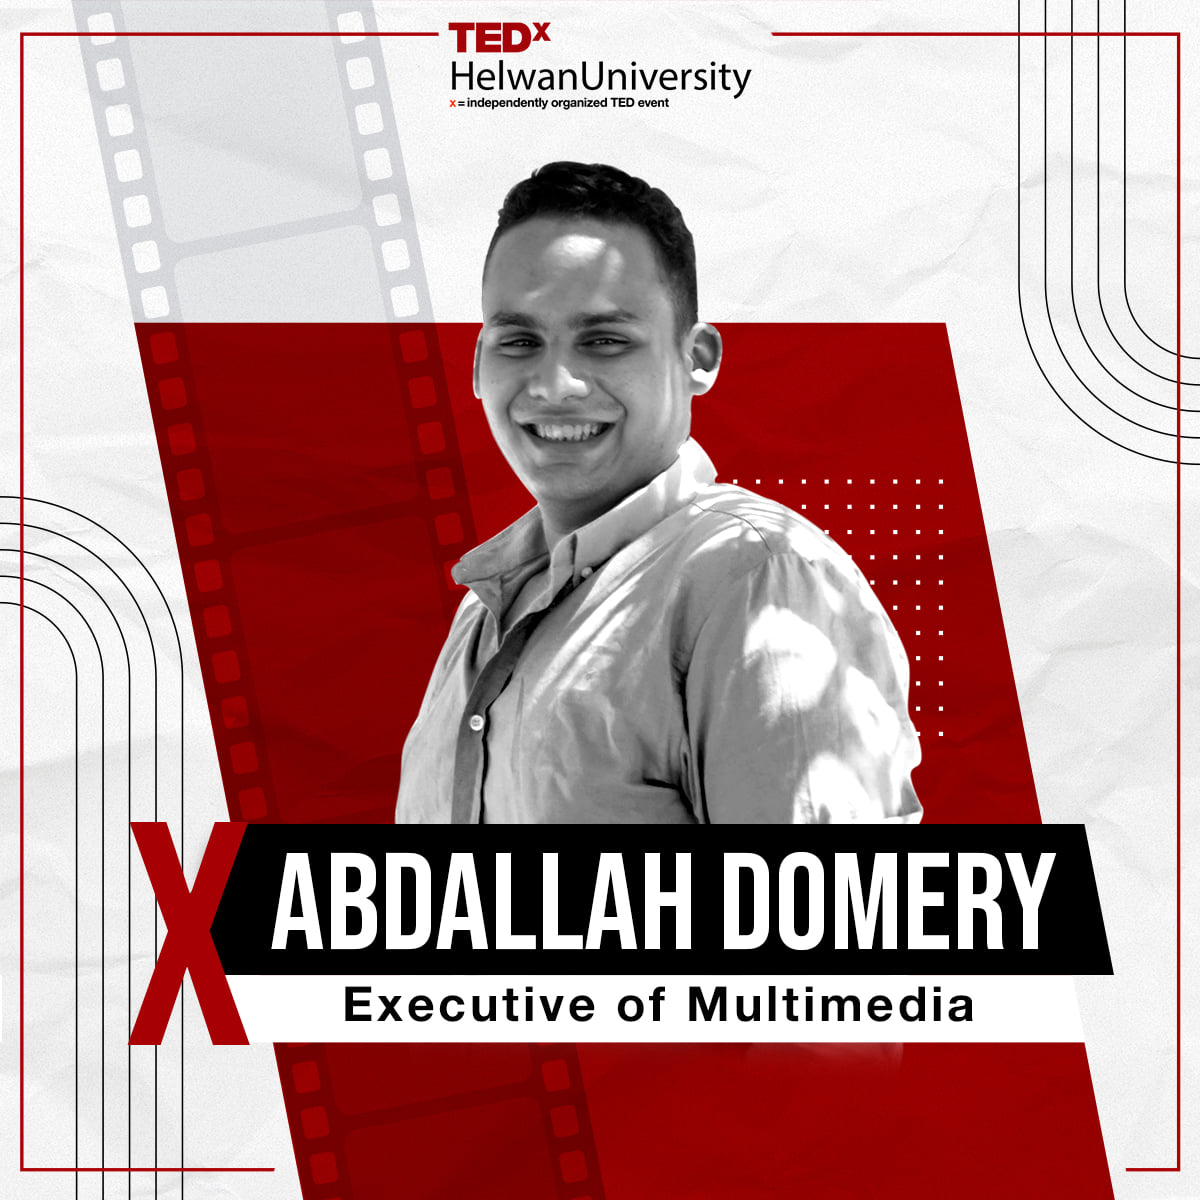 TEDx
HelwanUniversity
x = independently organized TED event
X ABDALLAH DOMERY
Executive of Multimedia